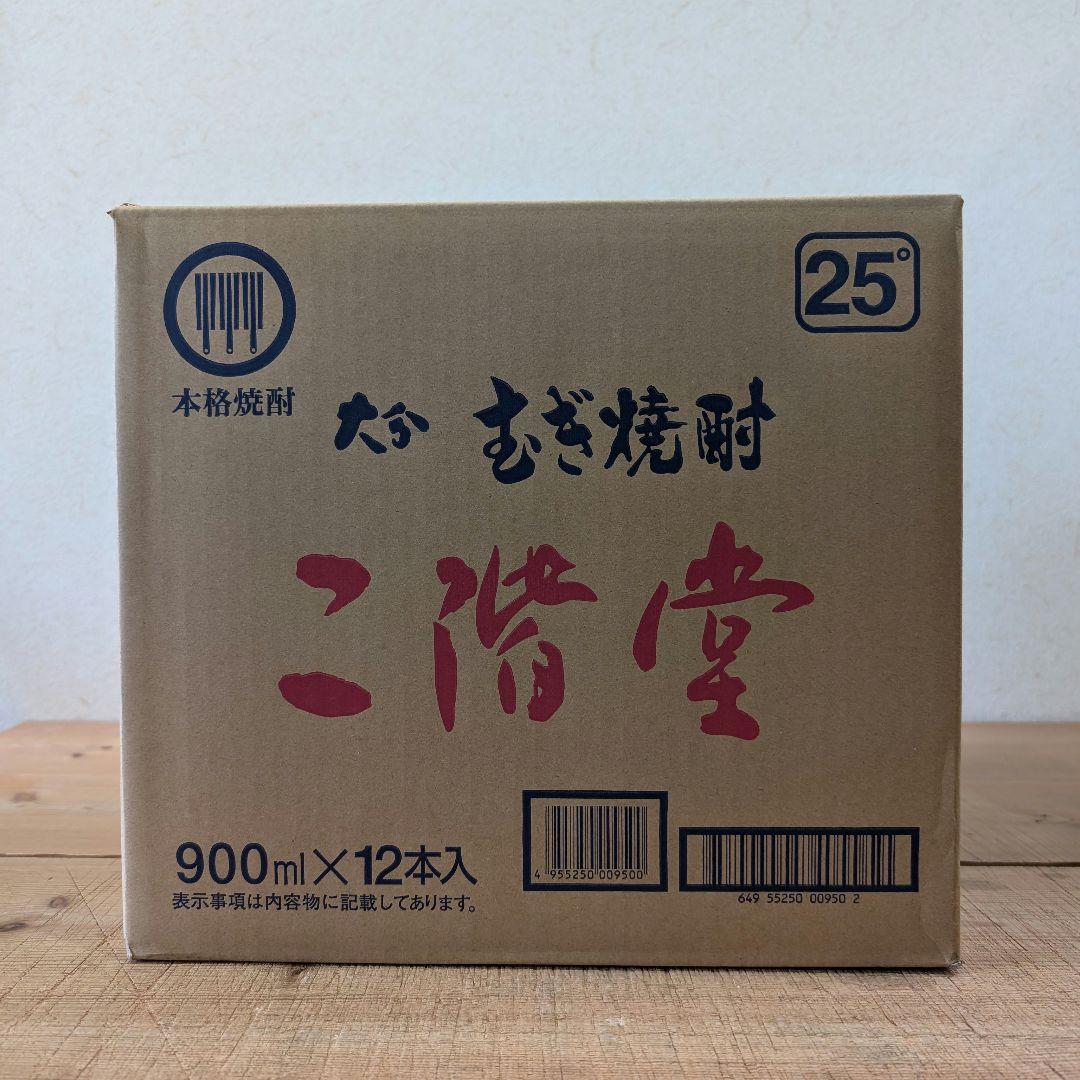 本格焼酎
25°
大分 むぎ焼酎
二階堂
900ml×12本入
表示事項は内容物に記載してあります。
4 955250 009500
649 55250 00950 2